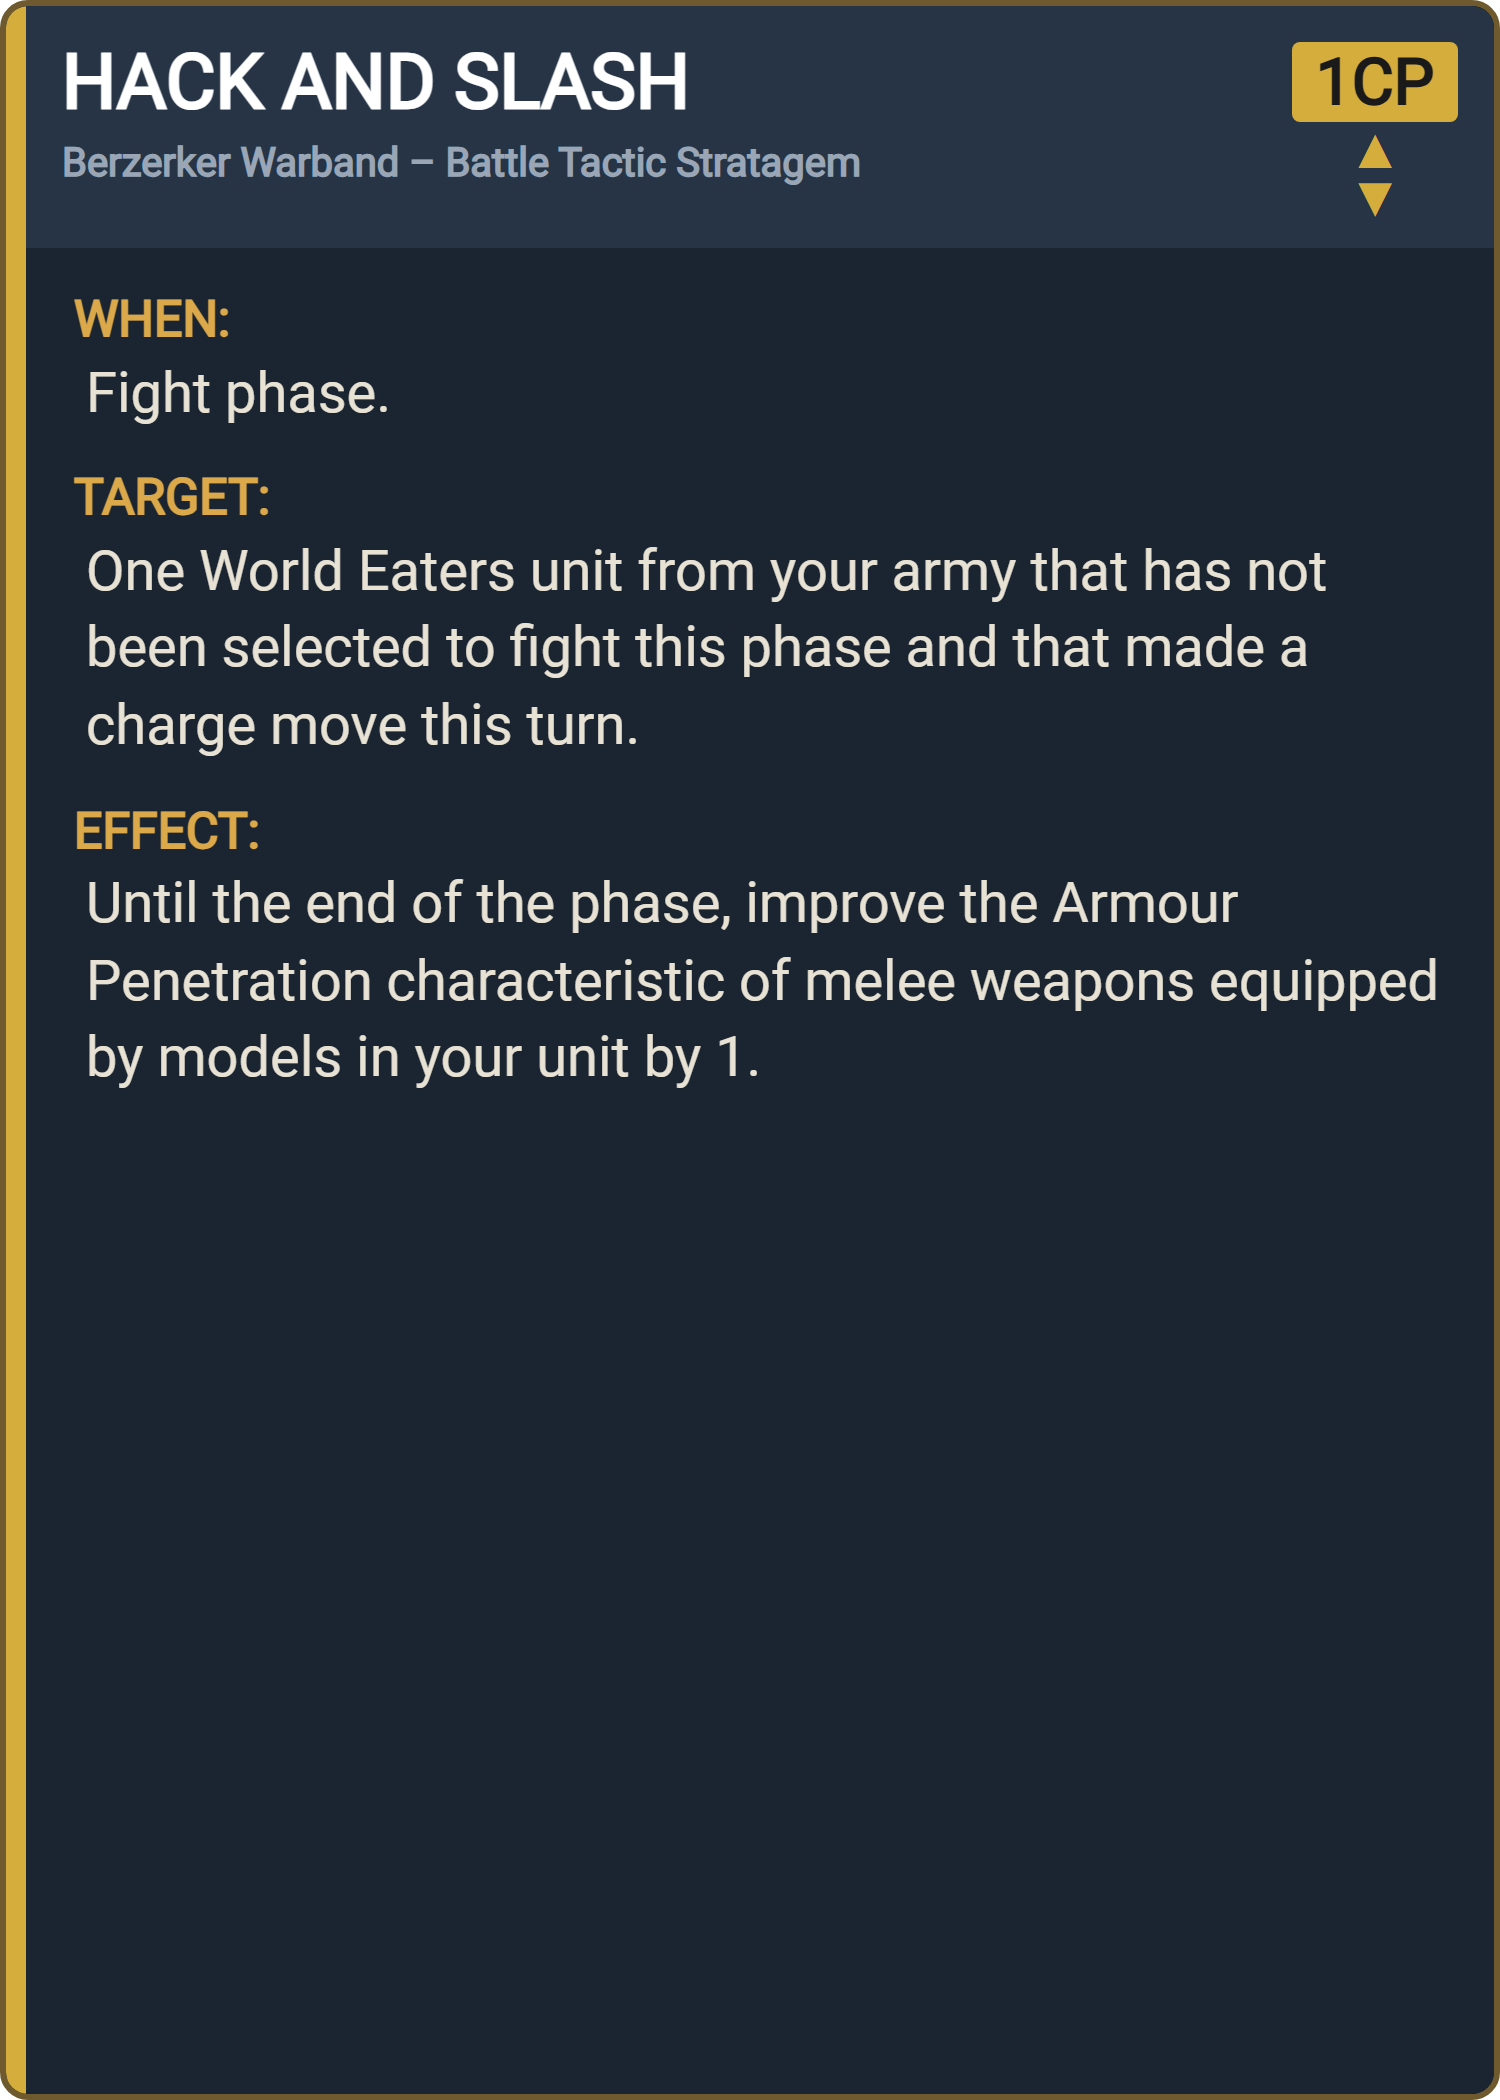 HACK AND SLASH
1CP
Berzerker Warband – Battle Tactic Stratagem
▲
▼
WHEN:
Fight phase.
TARGET:
One World Eaters unit from your army that has not
been selected to fight this phase and that made a
charge move this turn.
EFFECT:
Until the end of the phase, improve the Armour
Penetration characteristic of melee weapons equipped
by models in your unit by 1.